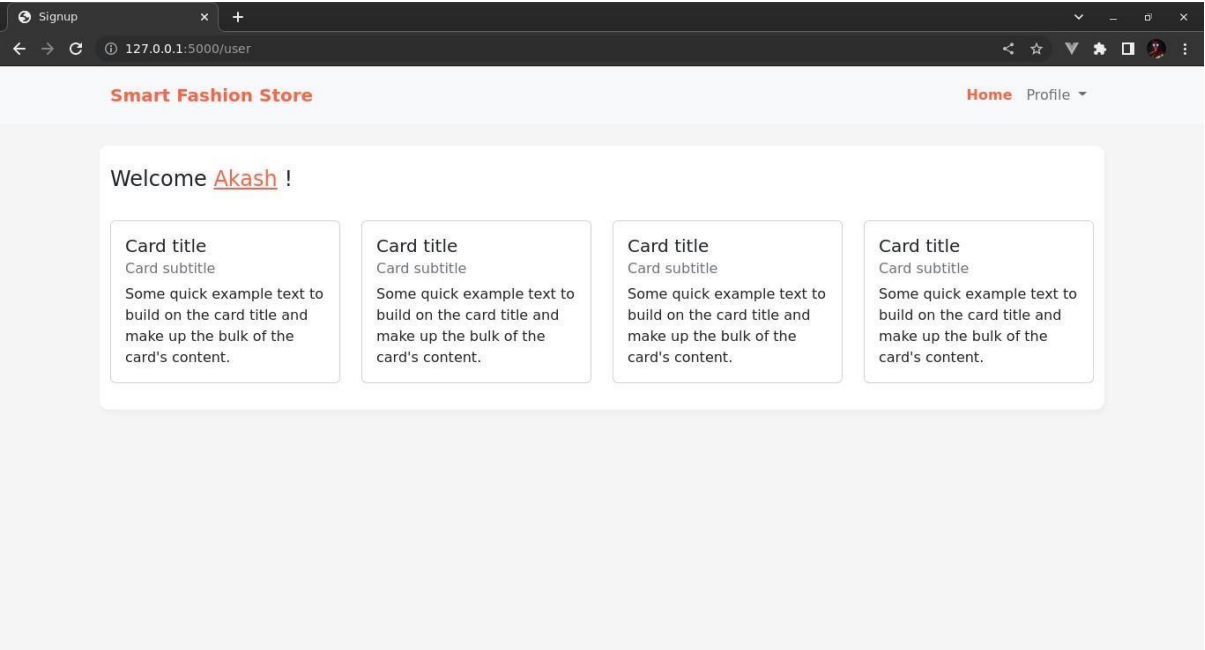 Signup
127.0.0.1:5000/user
Smart Fashion Store
Home Profile
Welcome Akash !
Card title
Card subtitle
Some quick example text to
build on the card title and
make up the bulk of the
card's content.
Card title
Card subtitle
Some quick example text to
build on the card title and
make up the bulk of the
card's content.
Card title
Card subtitle
Some quick example text to
build on the card title and
make up the bulk of the
card's content.
Card title
Card subtitle
Some quick example text to
build on the card title and
make up the bulk of the
card's content.